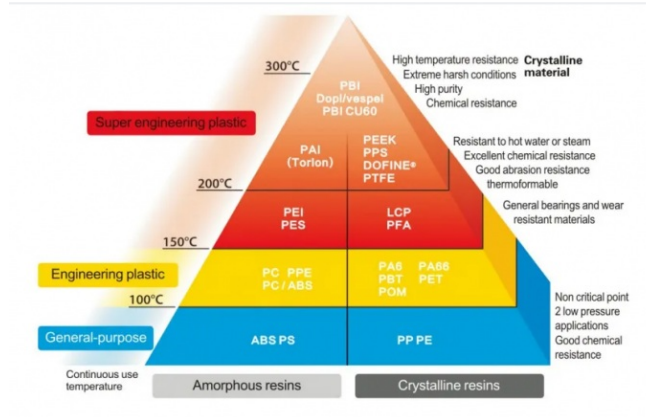 300°C
PBI
Dopl/vespel
PBI CU60
High temperature resistance
Extreme harsh conditions
High purity
Chemical resistance
Crystalline
material
Super engineering plastic
PAI
(Torlon)
PEEK
PPS
DOFINE®
PTFE
Resistant to hot water or steam
Excellent chemical resistance
Good abrasion resistance
thermoformable
200°C
PEI
PES
LCP
PFA
General bearings and wear
resistant materials
150°C
Engineering plastic
PC PPE
PC/ABS
PA6 PA66
PBT PET
POM
100°C
General-purpose
ABS PS
PP PE
Non critical point
2 low pressure
applications
Good chemical
resistance
Continuous use
temperature
Amorphous resins
Crystalline resins